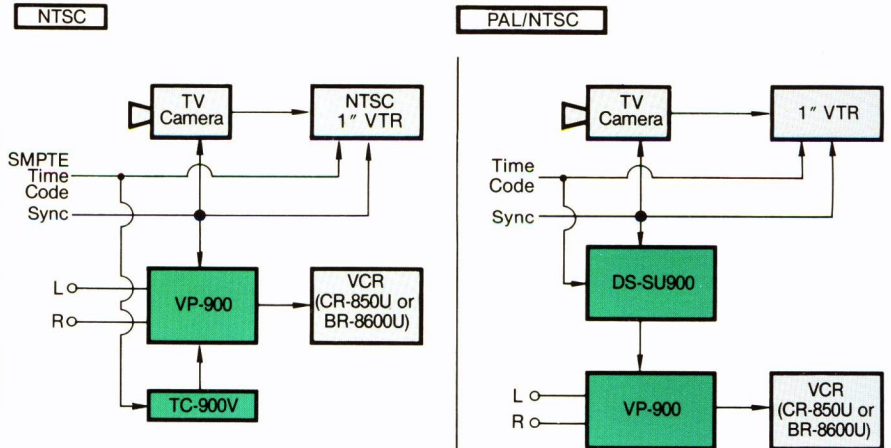 NTSC
TV
Camera
NTSC
1″ VTR
SMPTE
Time
Code
Sync
L
R
VP-900
VCR
(CR-850U or
BR-8600U)
TC-900V
PAL/NTSC
TV
Camera
1″ VTR
Time
Code
Sync
DS-SU900
L
R
VP-900
VCR
(CR-850U or
BR-8600U)